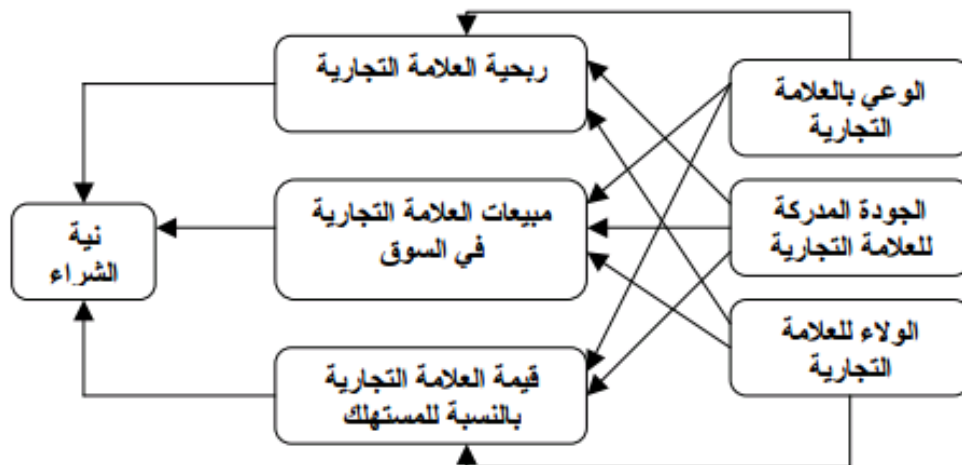 الوعي بالعلامة
التجارية
الجودة المدركة
للعلامة التجارية
الولاء للعلامة
التجارية
ربحية العلامة التجارية
مبيعات العلامة التجارية
في السوق
قيمة العلامة التجارية
بالنسبة للمستهلك
نية
الشراء